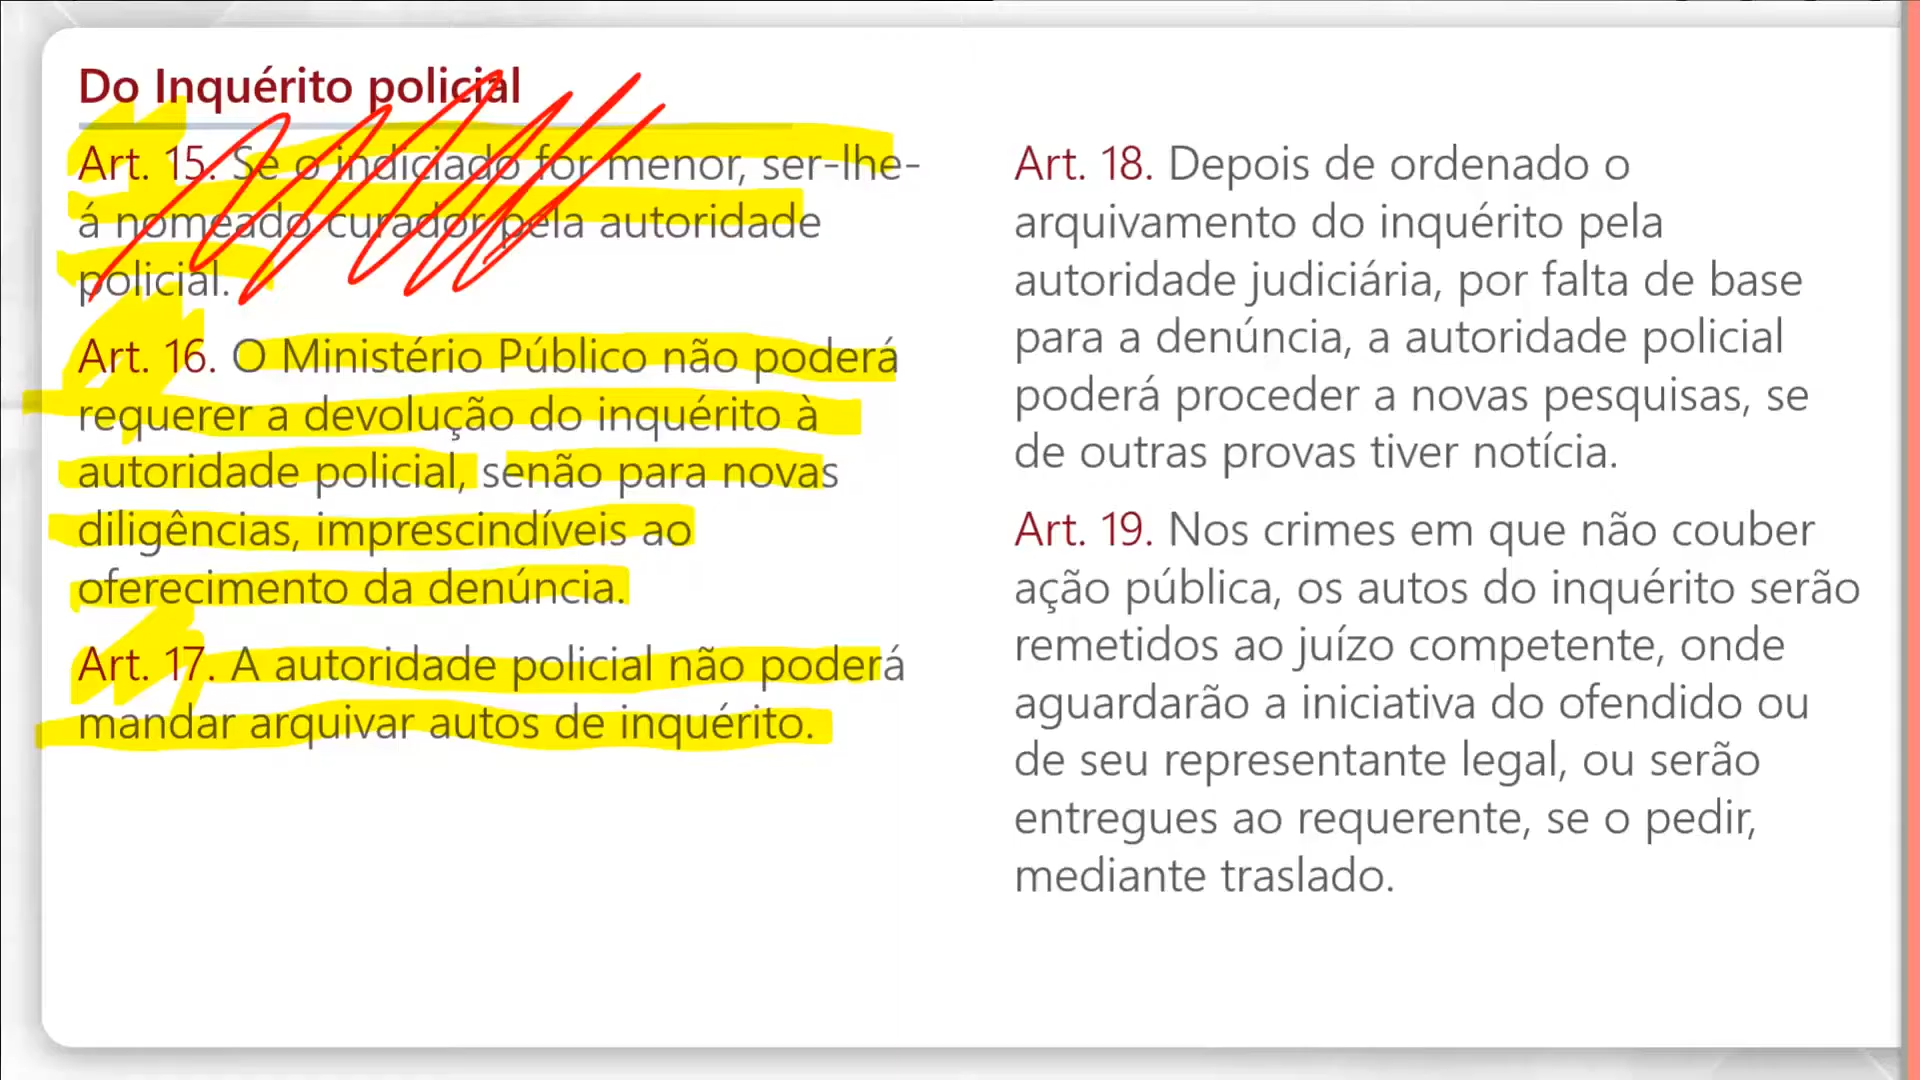 Do Inquérito policial
Art. 15. Se o indiciado for menor, ser-lhe-
á nomeado curador pela autoridade
policial.
Art. 16. O Ministério Público não poderá
requerer a devolução do inquérito à
autoridade policial, senão para novas
diligências, imprescindíveis ao
oferecimento da denúncia.
Art. 17. A autoridade policial não poderá
mandar arquivar autos de inquérito.
Art. 18. Depois de ordenado o
arquivamento do inquérito pela
autoridade judiciária, por falta de base
para a denúncia, a autoridade policial
poderá proceder a novas pesquisas, se
de outras provas tiver notícia.
Art. 19. Nos crimes em que não couber
ação pública, os autos do inquérito serão
remetidos ao juízo competente, onde
aguardarão a iniciativa do ofendido ou
de seu representante legal, ou serão
entregues ao requerente, se o pedir,
mediante traslado.